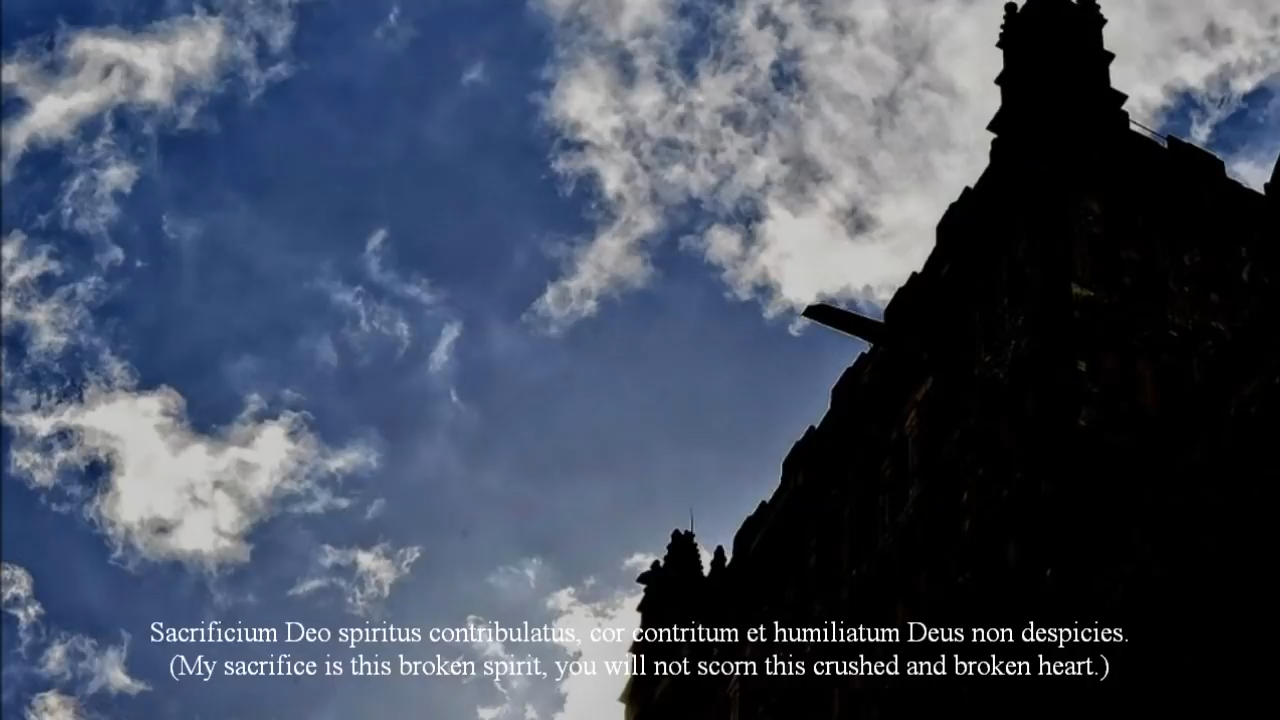 Sacrificium Deo spiritus contribulatus, cor contritum et humiliatum Deus non despicies.
(My sacrifice is this broken spirit, you will not scorn this crushed and broken heart.)